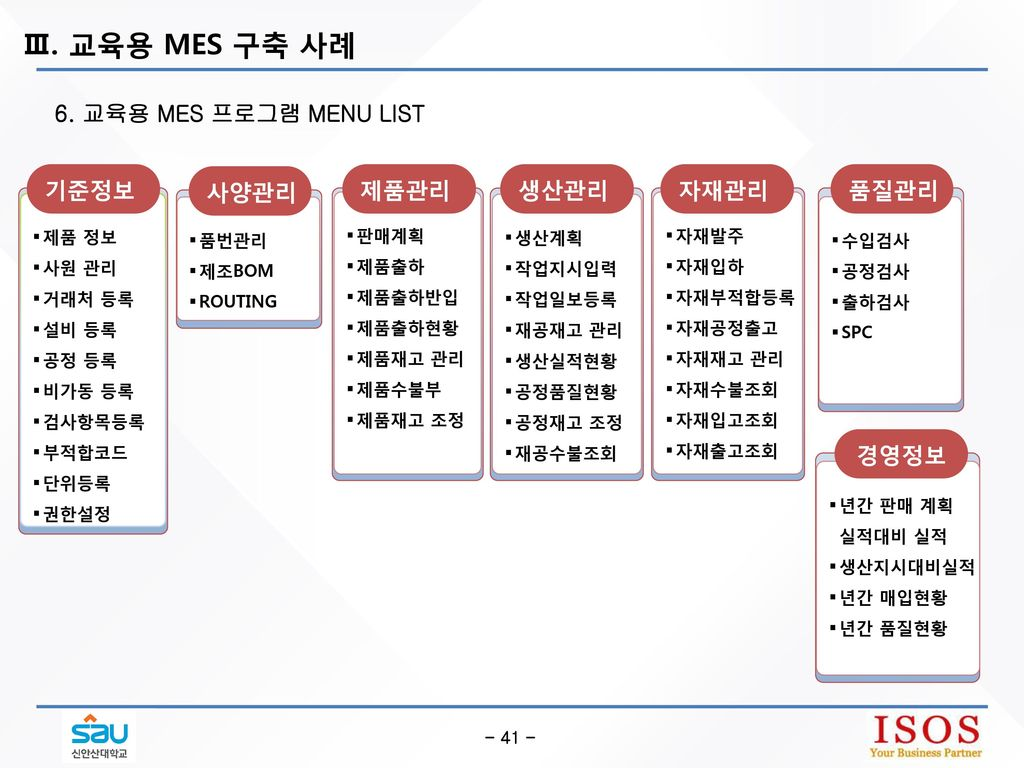 Ⅲ. 교육용 MES 구축 사례
6. 교육용 MES 프로그램 MENU LIST
기준정보
▪제품 정보
▪사원 관리
▪거래처 등록
▪설비 등록
▪공정 등록
▪비가동 등록
▪검사항목등록
▪부적합코드
▪단위등록
▪권한설정
사양관리
▪품번관리
▪제조BOM
▪ROUTING
제품관리
▪판매계획
▪제품출하
▪제품출하반입
▪제품출하현황
▪제품재고 관리
▪제품수불부
▪제품재고 조정
생산관리
▪생산계획
▪작업지시입력
▪작업일보등록
▪재공재고 관리
▪생산실적현황
▪공정품질현황
▪공정재고 조정
▪재공수불조회
자재관리
▪자재발주
▪자재입하
▪자재부적합등록
▪자재공정출고
▪자재재고 관리
▪자재수불조회
▪자재입고조회
▪자재출고조회
품질관리
▪수입검사
▪공정검사
▪출하검사
▪SPC
경영정보
▪년간 판매 계획
실적대비 실적
▪생산지시대비실적
▪년간 매입현황
▪년간 품질현황
sau
신안산대학교
- 41 -
ISOS
Your Business Partner